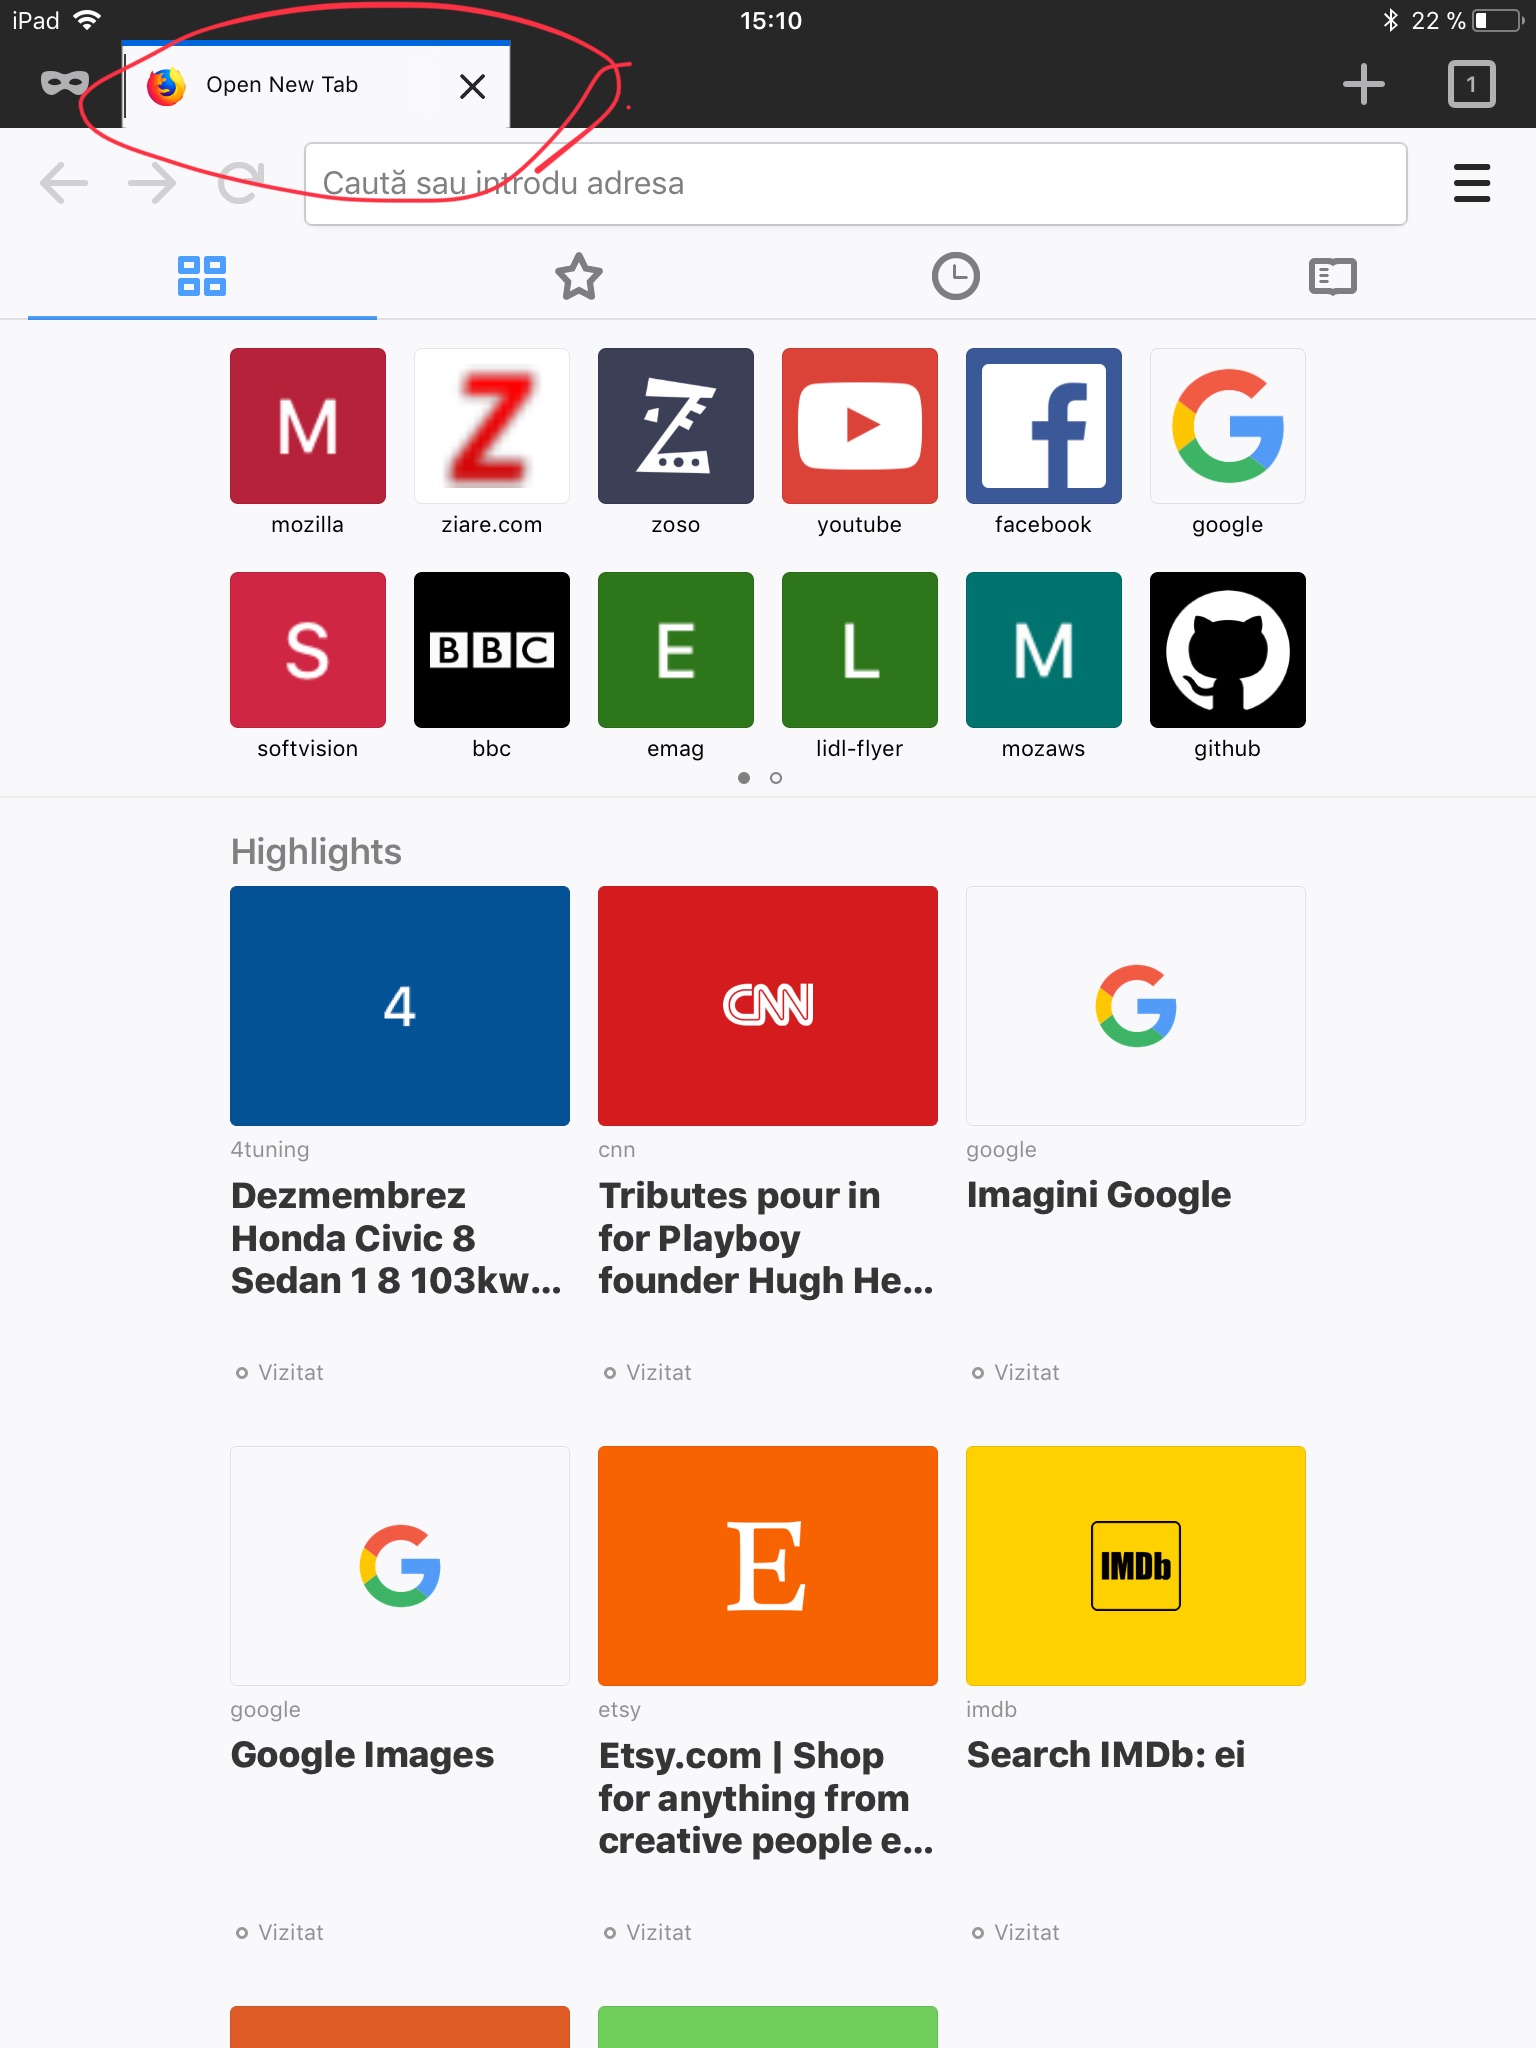 iPad 15:10 22 %
Open New Tab 1
Caută sau introdu adresa
M Z Z f G
mozilla ziare.com zoso youtube facebook google
S BBC E L M
softvision bbc emag lidl-flyer mozaws github
Highlights
4 CNN G
4tuning cnn google
Dezmembrez Tributes pour in Imagini Google
Honda Civic 8 for Playboy
Sedan 1 8 103kw... founder Hugh He...
Vizitat Vizitat Vizitat
G E IMDb
google etsy imdb
Google Images Etsy.com | Shop Search IMDb: ei
for anything from
creative people e...
Vizitat Vizitat Vizitat